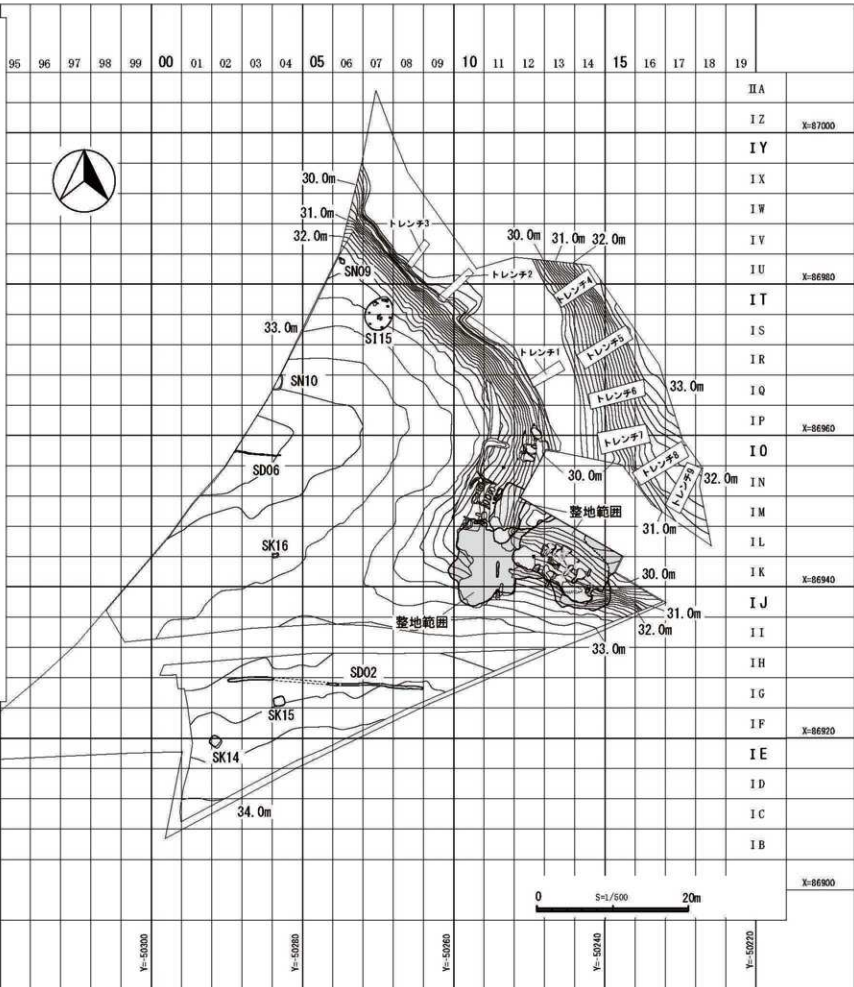 95 96 97 98 99 00 01 02 03 04 05 06 07 08 09 10 11 12 13 14 15 16 17 18 19
ⅡA
IZ
X=87000
IY
30.0m
IX
31.0m
トレンチ3
IW
32.0m
30.0m
31.0m
32.0m
IV
SN09
トレンチ2
IU
X=86980
トレンチ4
IT
33.0m
SI15
IS
トレンチ1
トレンチ5
IR
SN10
33.0m
トレンチ6
IQ
IP
X=86960
トレンチ7
IO
SD06
30.0m
トレンチ8
トレンチ9
32.0m
IN
整地範囲
31.0m
IM
SK16
IL
30.0m
IK
X=86940
31.0m
IJ
整地範囲
32.0m
33.0m
II
SD02
IH
SK15
IG
IF
X=86920
SK14
IE
ID
34.0m
IC
IB
X=86900
0 S=1/500 20m
Y=-50300
Y=-50280
Y=-50260
Y=-50240
Y=-50220